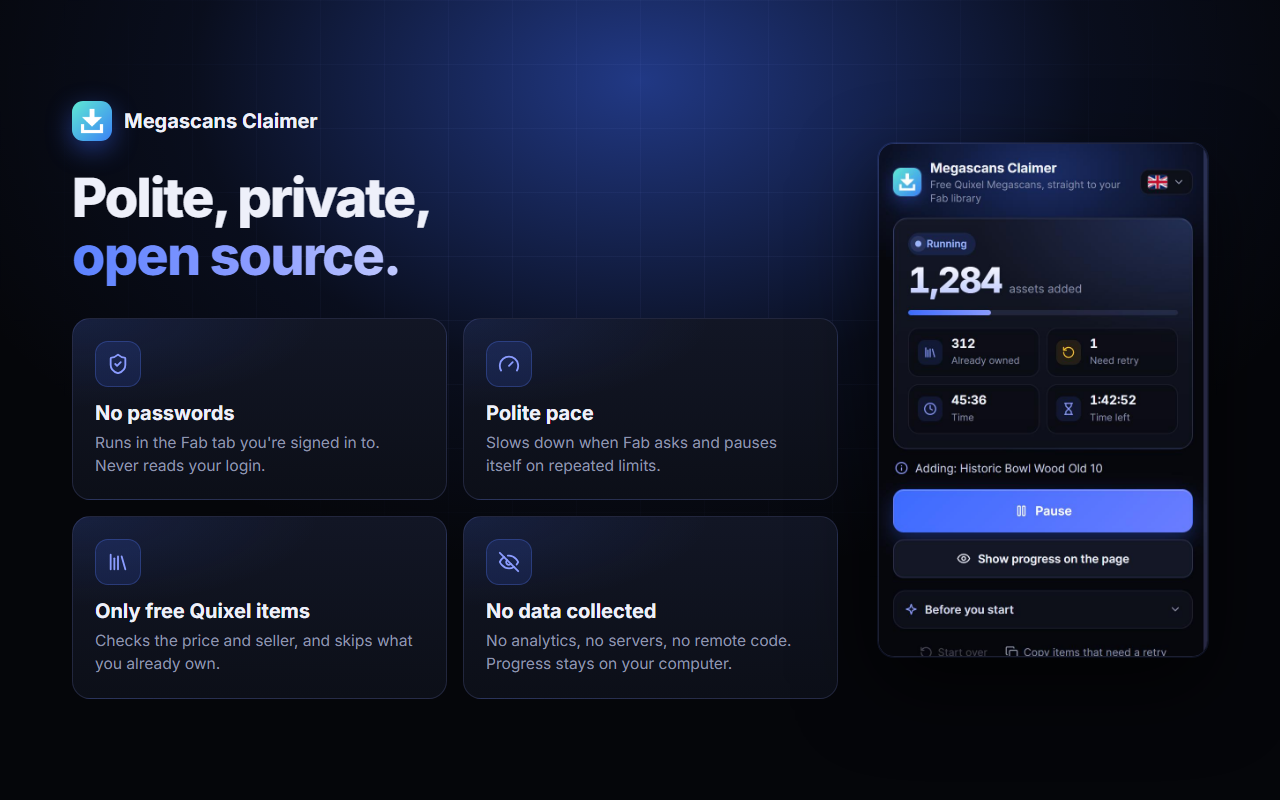 Megascans Claimer
Polite, private,
open source.
No passwords
Runs in the Fab tab you're signed in to.
Never reads your login.
Polite pace
Slows down when Fab asks and pauses
itself on repeated limits.
Only free Quixel items
Checks the price and seller, and skips what
you already own.
No data collected
No analytics, no servers, no remote code.
Progress stays on your computer.
Megascans Claimer
Free Quixel Megascans, straight to your
Fab library
Running
1,284 assets added
312
Already owned
1
Need retry
45:36
Time
1:42:52
Time left
Adding: Historic Bowl Wood Old 10
Pause
Show progress on the page
Before you start
Start over
Copy items that need a retry